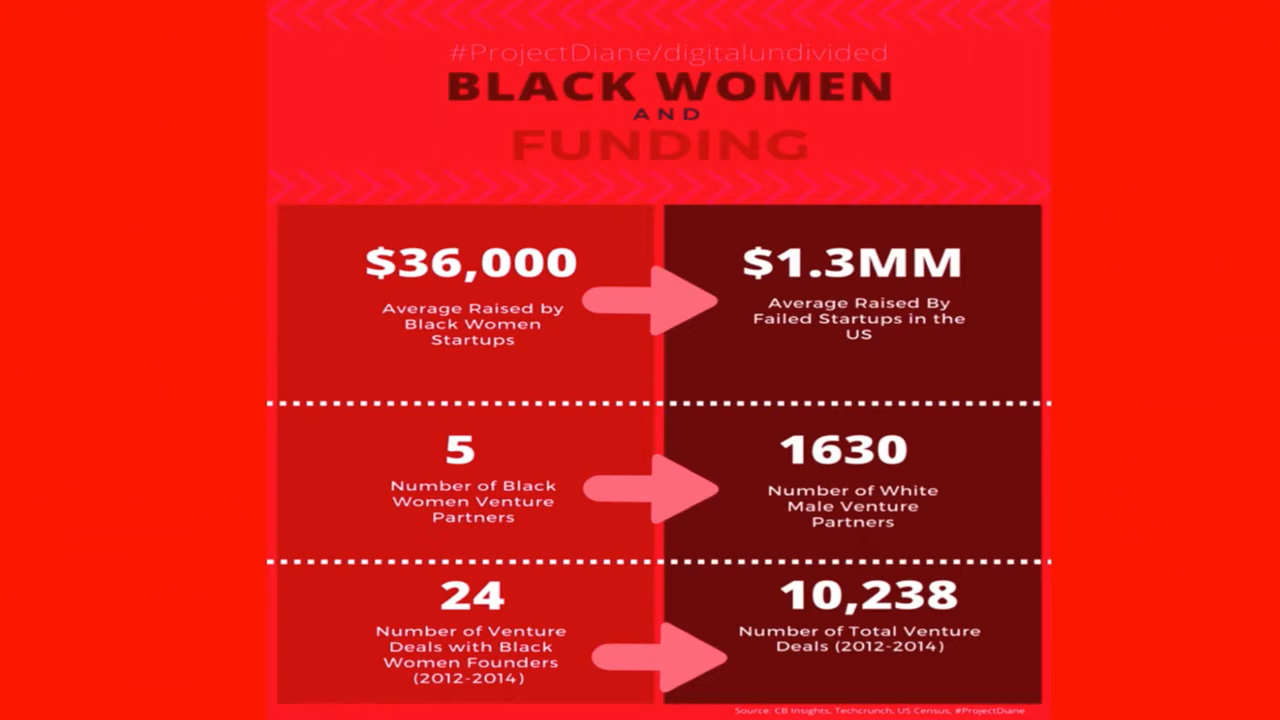 #ProjectDiane/digitalundivided
BLACK WOMEN
AND
FUNDING
$36,000
Average Raised by
Black Women
Startups
$1.3MM
Average Raised By
Failed Startups in the
US
5
Number of Black
Women Venture
Partners
1630
Number of White
Male Venture
Partners
24
Number of Venture
Deals with Black
Women Founders
(2012-2014)
10,238
Number of Total Venture
Deals (2012-2014)
Source: CB Insights, Techcrunch, US Census, #ProjectDiane